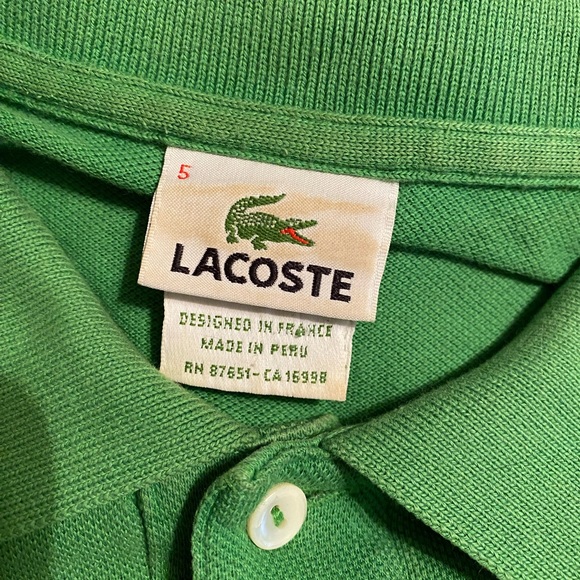 5
LACOSTE
DESIGNED IN FRANCE
MADE IN PERU
RN 87651-CA 16998